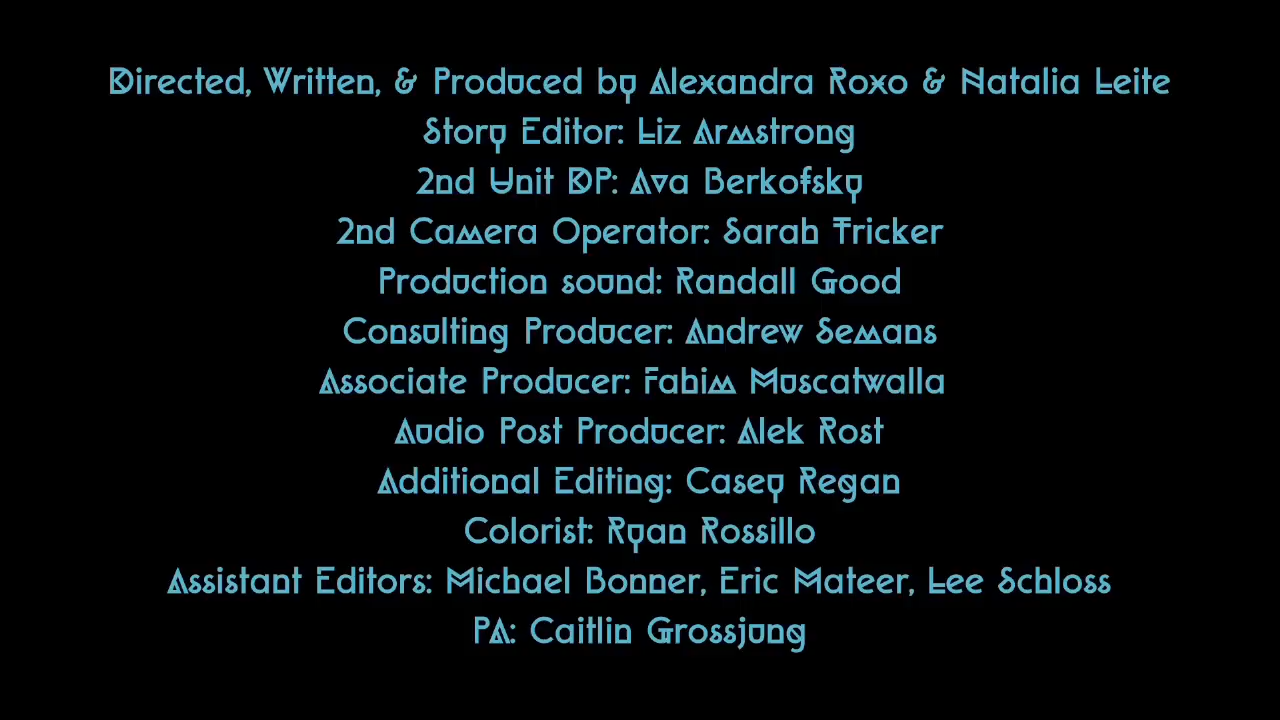 Directed, Written, & Produced by Alexandra Roxo & Natalia Leite
Story Editor: Liz Armstrong
2nd Unit DP: Ava Berkofsky
2nd Camera Operator: Sarah Tricker
Production sound: Randall Good
Consulting Producer: Andrew Semans
Associate Producer: Fahim Muscatwalla
Audio Post Producer: Alek Rost
Additional Editing: Casey Regan
Colorist: Ryan Rossillo
Assistant Editors: Michael Bonner, Eric Mateer, Lee Schloss
PA: Caitlin Grossjung